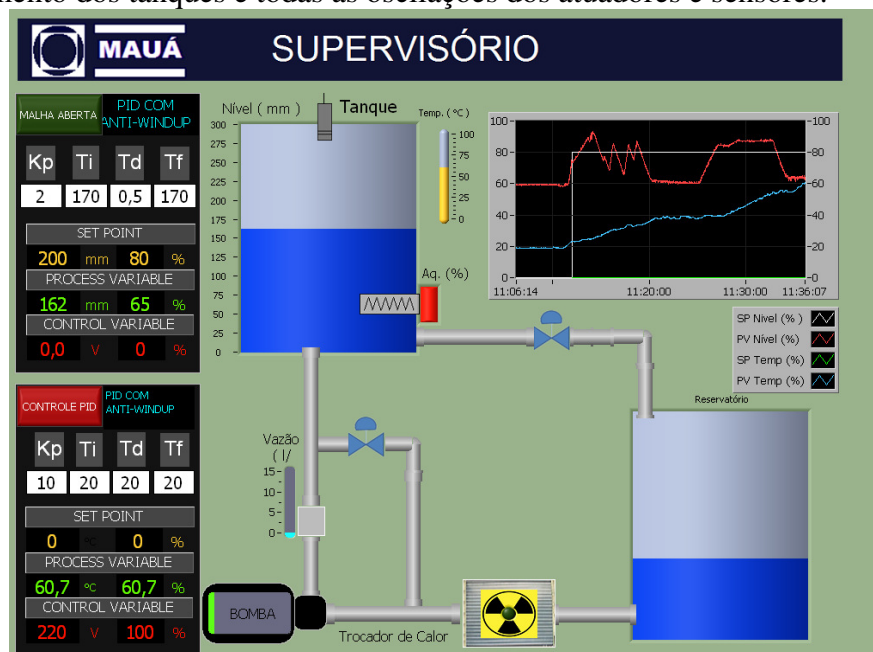 mento dos tanques e todas as oscilações dos atuadores e sensores.
MAUÁ
SUPERVISÓRIO
MALHA ABERTA
PID COM
ANTI-WINDUP
Kp Ti Td Tf
2 170 0,5 170
SET POINT
200 mm 80 %
PROCESS VARIABLE
162 mm 65 %
CONTROL VARIABLE
0,0 V 0 %
CONTROLE PID
PID COM
ANTI-WINDUP
Kp Ti Td Tf
10 20 20 20
SET POINT
0 °C 0 %
PROCESS VARIABLE
60,7 °C 60,7 %
CONTROL VARIABLE
220 V 100 %
Nível ( mm )
Tanque
300
275
250
225
200
175
150
125
100
75
50
25
0
Temp. ( °C )
100
75
50
25
0
Aq. (%)
100
80
60
40
20
0
100
80
60
40
20
0
11:06:14 11:20:00 11:30:00 11:36:07
SP Nivel (% )
PV Nível (%)
SP Temp (%)
PV Temp (%)
Reservatório
Vazão
( l/
15
10
5
0
BOMBA
Trocador de Calor